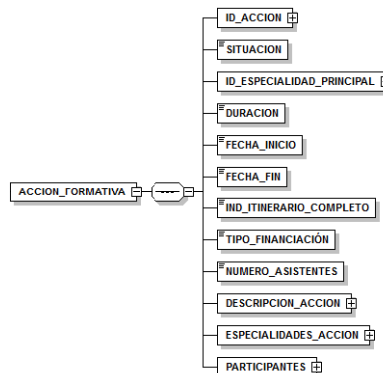 ID_ACCION
SITUACION
ID_ESPECIALIDAD_PRINCIPAL
DURACION
FECHA_INICIO
FECHA_FIN
ACCION_FORMATIVA
IND_ITINERARIO_COMPLETO
TIPO_FINANCIACIÓN
NUMERO_ASISTENTES
DESCRIPCION_ACCION
ESPECIALIDADES_ACCION
PARTICIPANTES